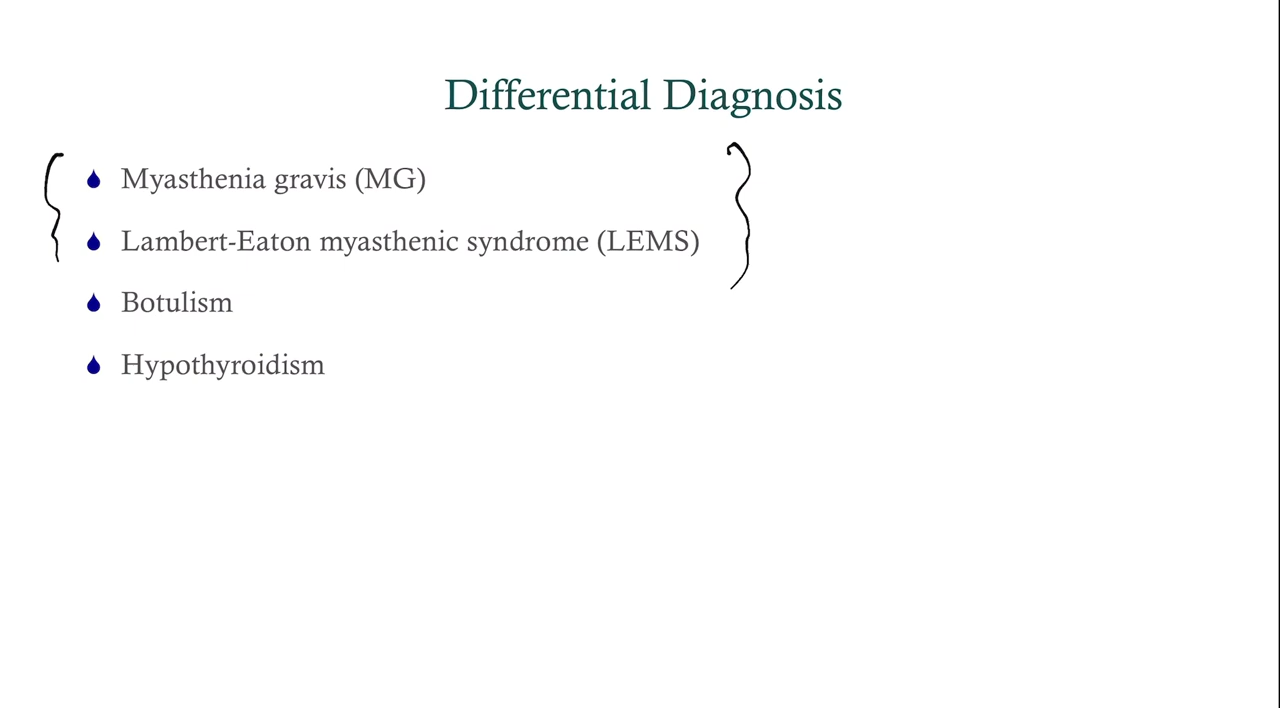 Differential Diagnosis
Myasthenia gravis (MG)
Lambert-Eaton myasthenic syndrome (LEMS)
Botulism
Hypothyroidism